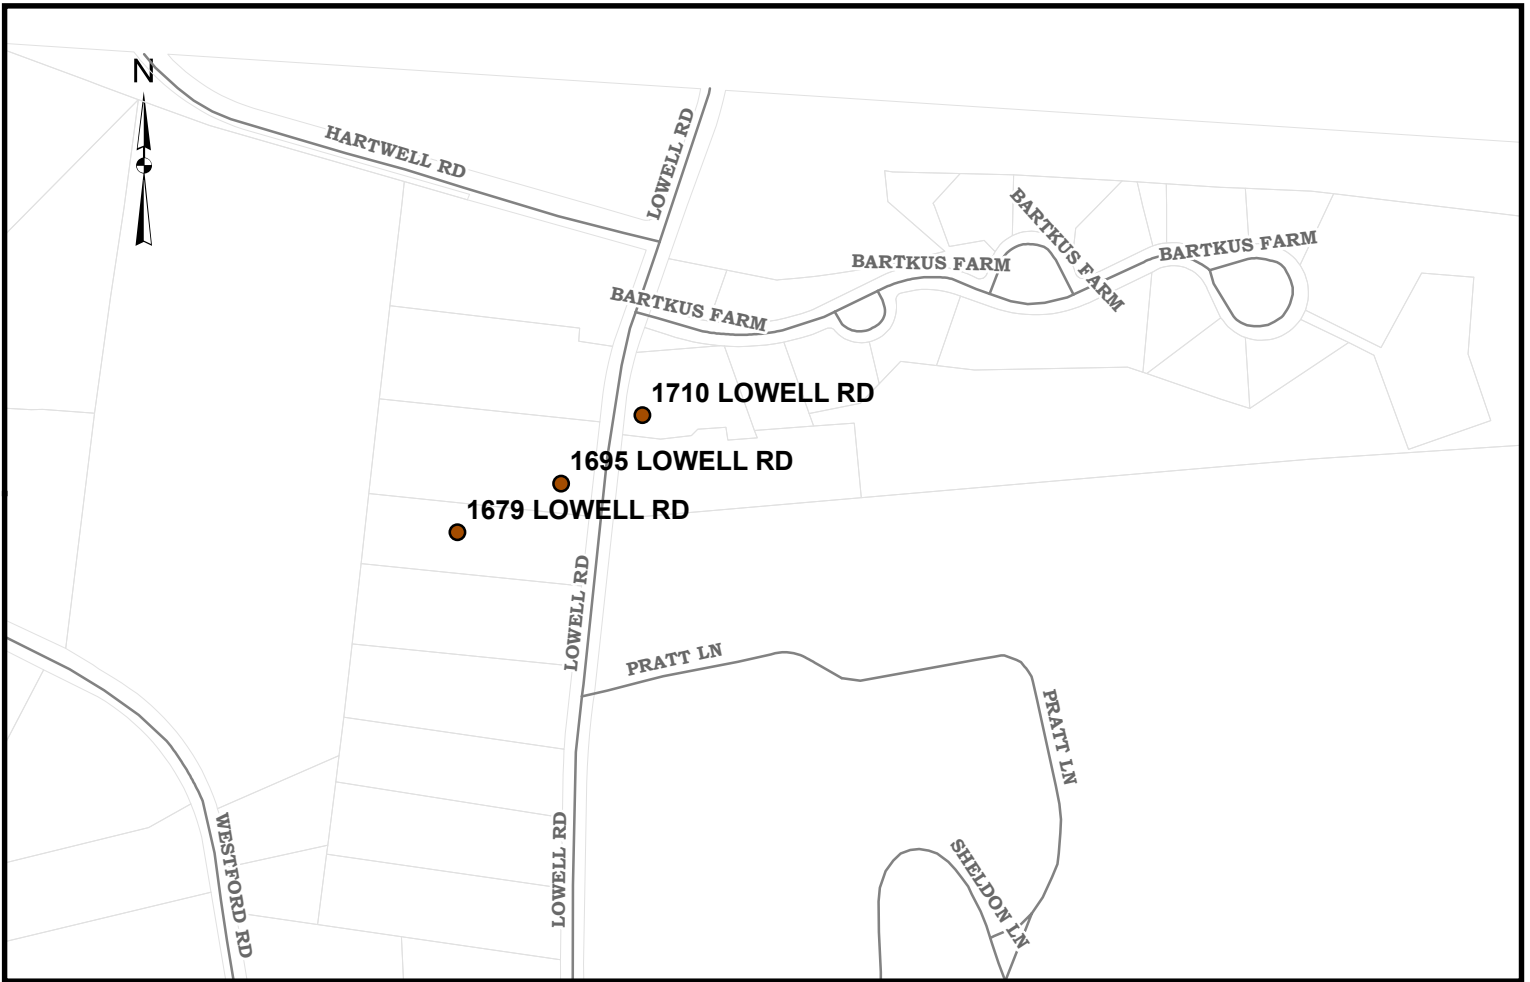 N
HARTWELL RD
LOWELL RD
BARTKUS FARM
BARTKUS FARM
BARTKUS FARM
BARTKUS FARM
1710 LOWELL RD
1695 LOWELL RD
1679 LOWELL RD
LOWELL RD
PRATT LN
PRATT LN
LOWELL RD
SHELDON LN
WESTFORD RD